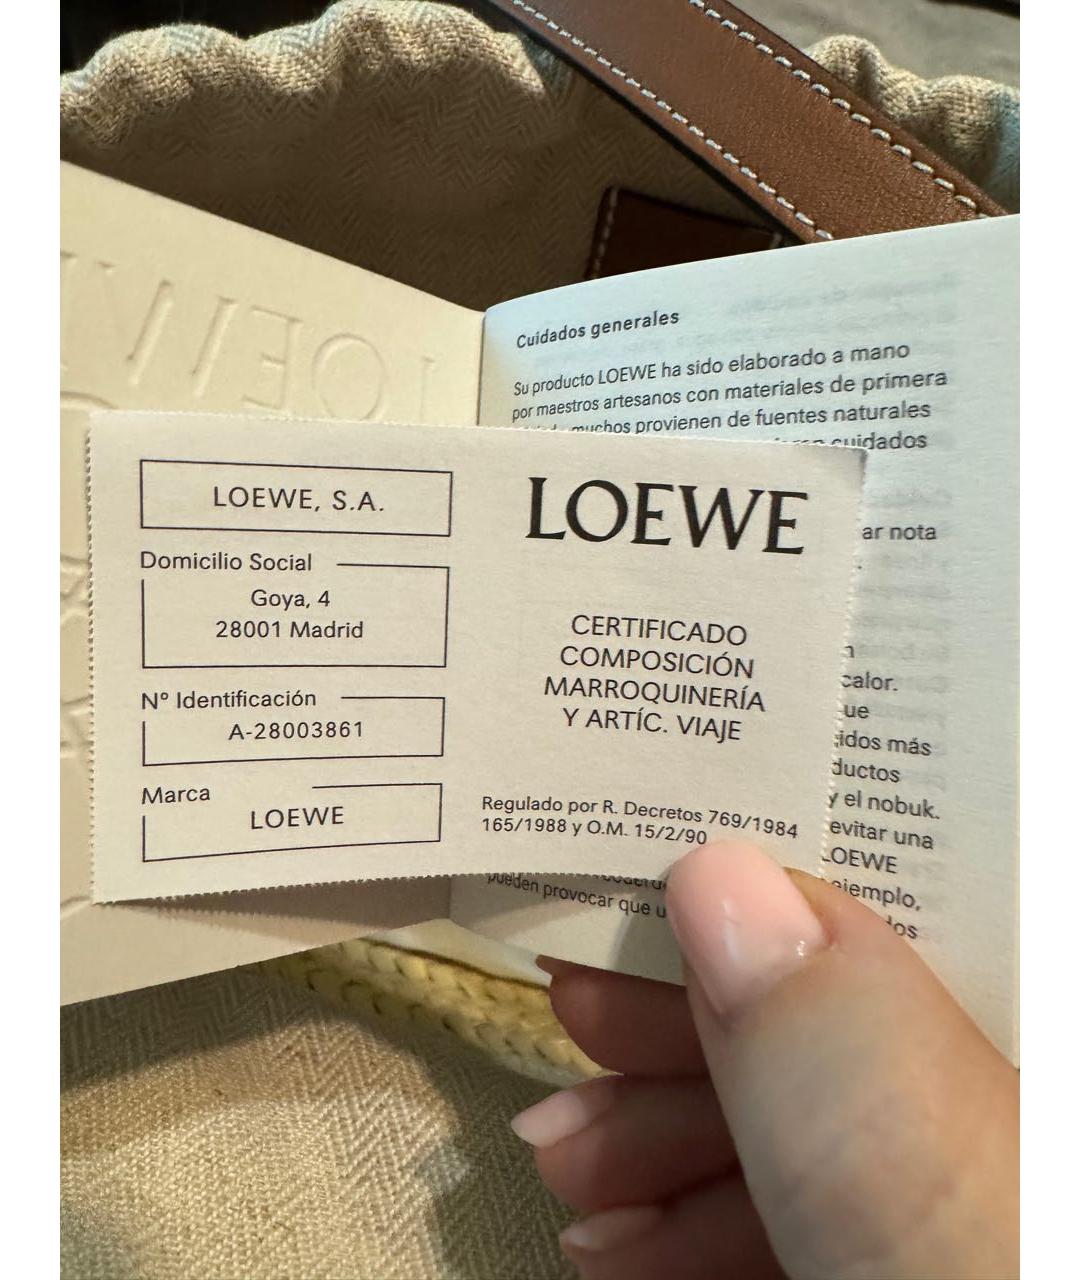 LOEWE
Cuidados generales
Su producto LOEWE ha sido elaborado a mano
por maestros artesanos con materiales de primera
muchos provienen de fuentes naturales
cuidados
ar nota
calor.
ue
idos más
ductos
y el nobuk.
evitar una
LOEWE
ejemplo,
dos
pueden provocar que u
LOEWE, S.A.
Domicilio Social
Goya, 4
28001 Madrid
Nº Identificación
A-28003861
Marca
LOEWE
LOEWE
CERTIFICADO
COMPOSICIÓN
MARROQUINERÍA
Y ARTÍC. VIAJE
Regulado por R. Decretos 769/1984
165/1988 y O.M. 15/2/90